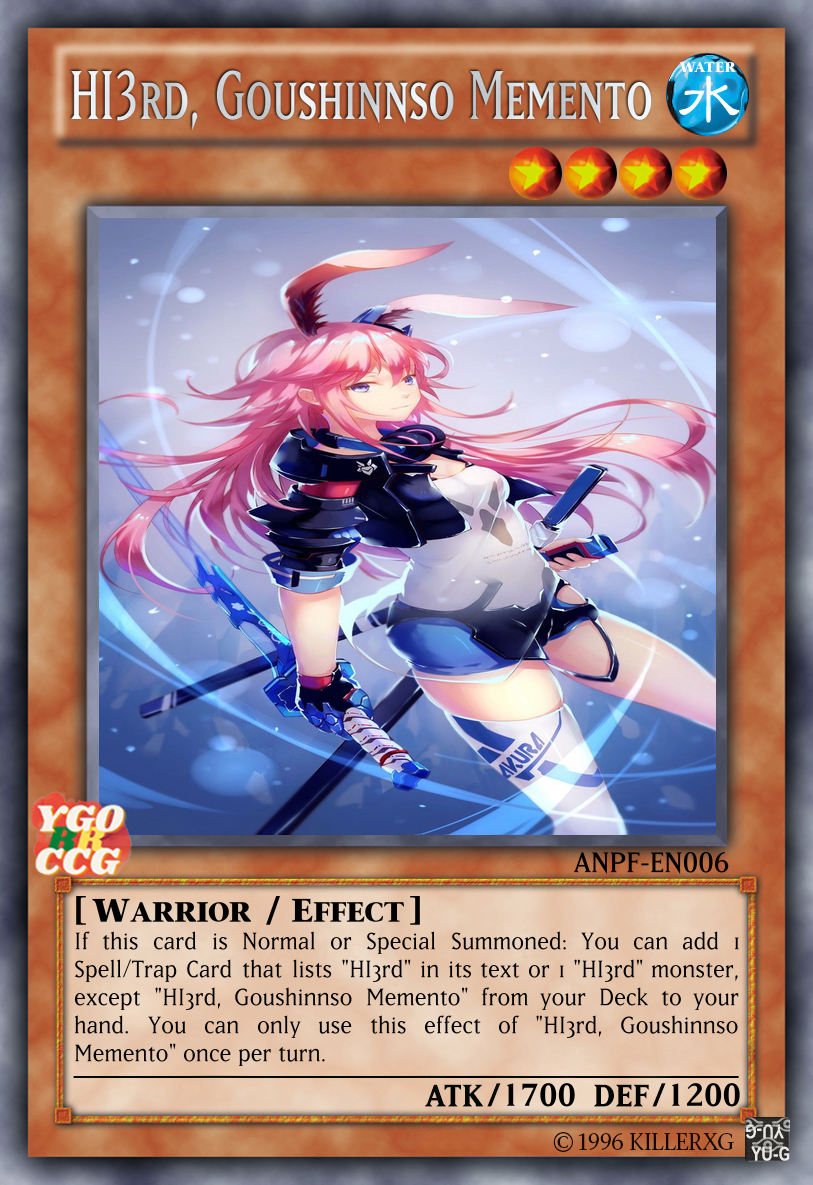 HI3RD, GOUSHINNSO MEMENTO
WATER
水
AKURA
YGO
RR
CCG
ANPF-EN006
[ WARRIOR / EFFECT ]
If this card is Normal or Special Summoned: You can add 1
Spell/Trap Card that lists "HI3rd" in its text or 1 "HI3rd" monster,
except "HI3rd, Goushinnso Memento" from your Deck to your
hand. You can only use this effect of "HI3rd, Goushinnso
Memento" once per turn.
ATK/1700 DEF/1200
© 1996 KILLERXG
YU-G
YU-G